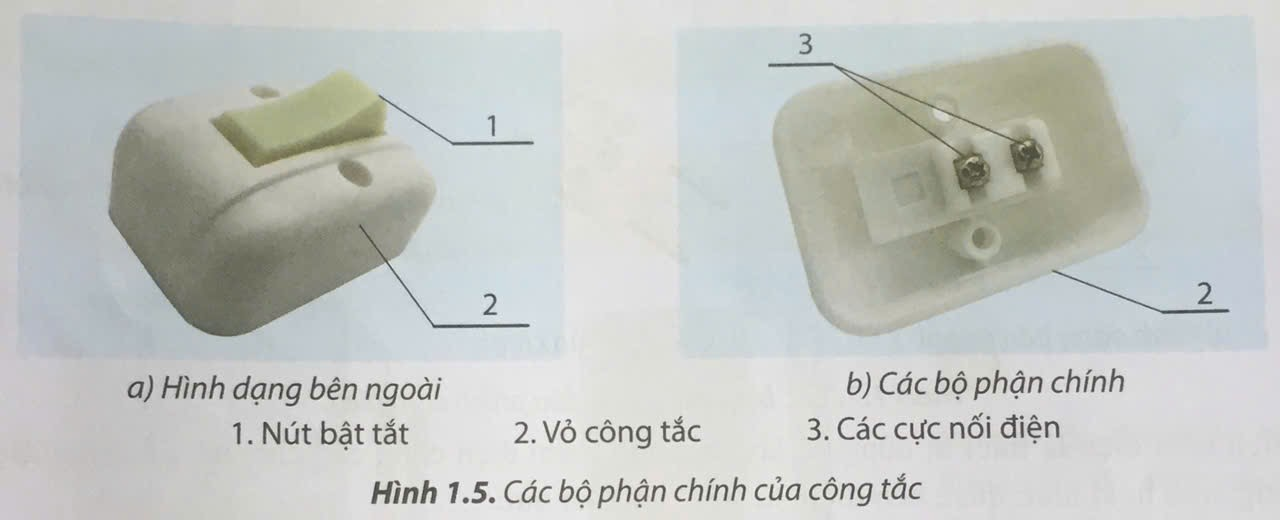 3
1
2
2
a) Hình dạng bên ngoài
b) Các bộ phận chính
1. Nút bật tắt 2. Vỏ công tắc 3. Các cực nối điện
Hình 1.5. Các bộ phận chính của công tắc